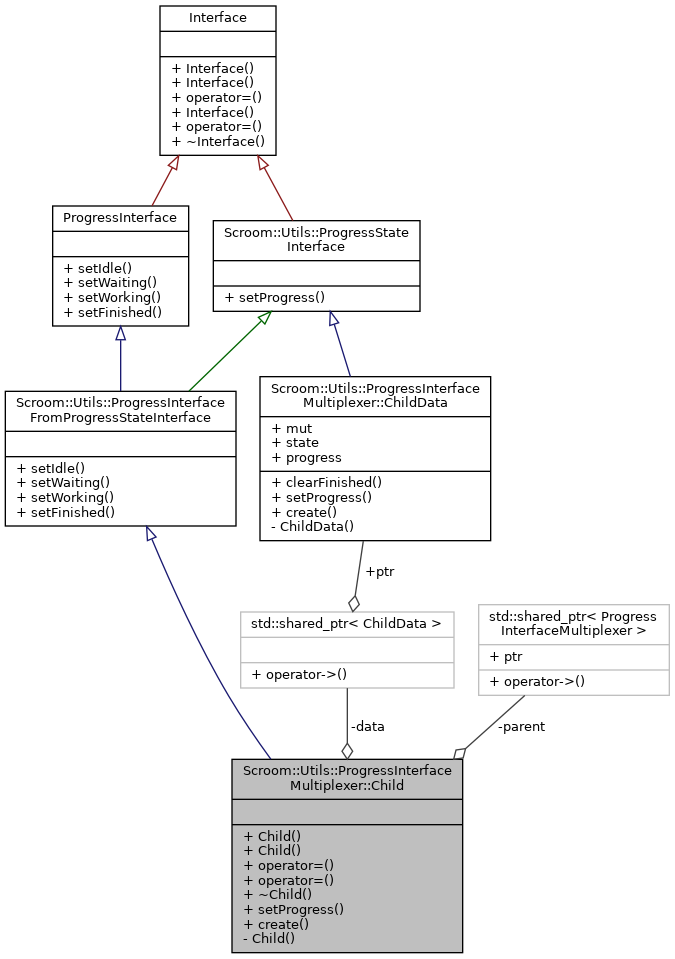 Interface
+ Interface()
+ Interface()
+ operator=()
+ Interface()
+ operator=()
+ ~Interface()
ProgressInterface
+ setIdle()
+ setWaiting()
+ setWorking()
+ setFinished()
Scroom::Utils::ProgressState
Interface
+ setProgress()
Scroom::Utils::ProgressInterface
FromProgressStateInterface
+ setIdle()
+ setWaiting()
+ setWorking()
+ setFinished()
Scroom::Utils::ProgressInterface
Multiplexer::ChildData
+ mut
+ state
+ progress
+ clearFinished()
+ setProgress()
+ create()
- ChildData()
+ptr
std::shared_ptr< ChildData >
+ operator->()
std::shared_ptr< Progress
InterfaceMultiplexer >
+ ptr
+ operator->()
-data
-parent
Scroom::Utils::ProgressInterface
Multiplexer::Child
+ Child()
+ Child()
+ operator=()
+ operator=()
+ ~Child()
+ setProgress()
+ create()
- Child()